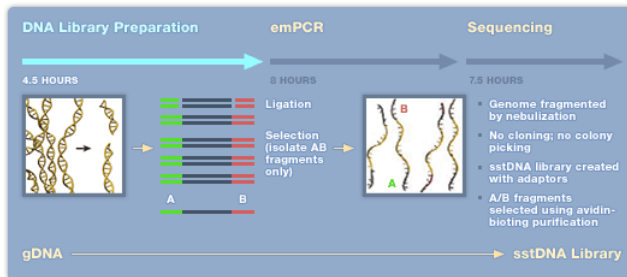 DNA Library Preparation
emPCR
Sequencing
4.5 HOURS
8 HOURS
7.5 HOURS
Ligation
Selection
(isolate AB
fragments
only)
A
B
B
A
Genome fragmented
by nebulization
No cloning; no colony
picking
sstDNA library created
with adaptors
A/B fragments
selected using avidin-
bioting purification
gDNA
sstDNA Library